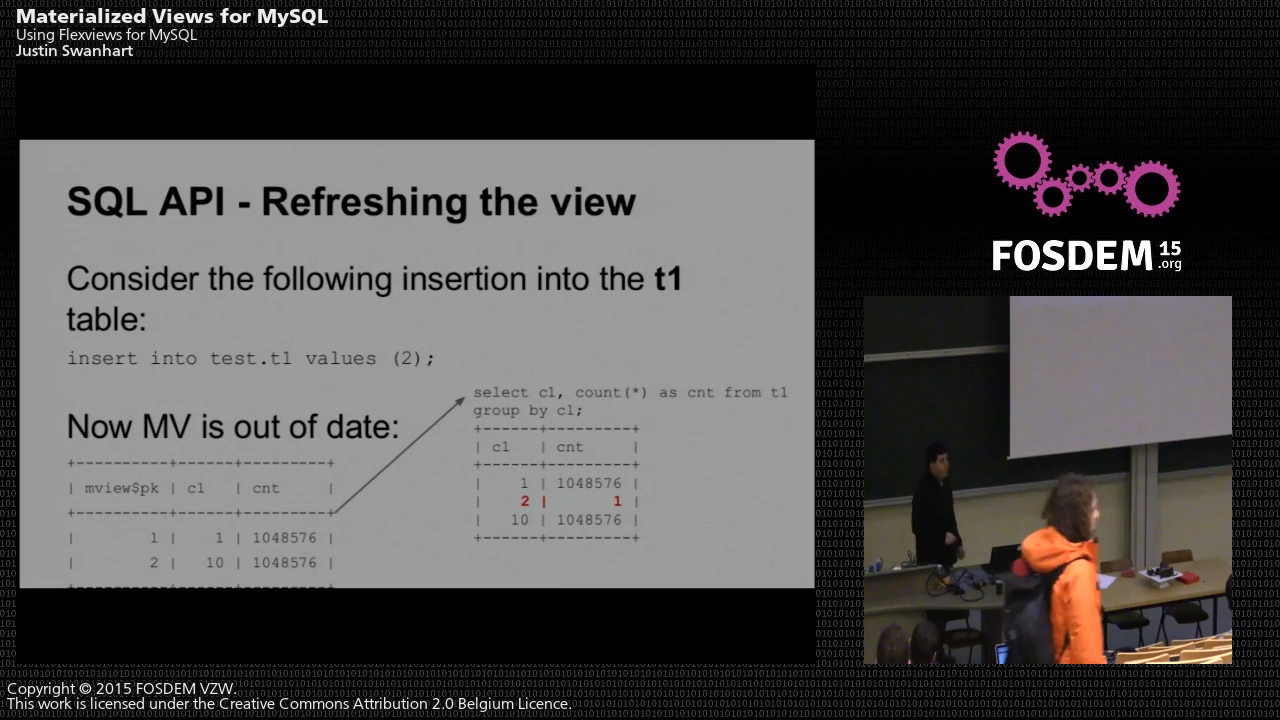 Materialized Views for MySQL
Using Flexviews for MySQL
Justin Swanhart
SQL API - Refreshing the view
Consider the following insertion into the t1
table:
insert into test.t1 values (2);
Now MV is out of date:
+----------+------+---------+
| mview$pk | c1   | cnt     |
+----------+------+---------+
|        1 |    1 | 1048576 |
|        2 |   10 | 1048576 |
+----------+------+---------+
select c1, count(*) as cnt from t1
group by c1;
+------+---------+
| c1   | cnt     |
+------+---------+
|    1 | 1048576 |
|    2 |       1 |
|   10 | 1048576 |
+------+---------+
FOSDEM 15
.org
Copyright © 2015 FOSDEM VZW.
This work is licensed under the Creative Commons Attribution 2.0 Belgium Licence.